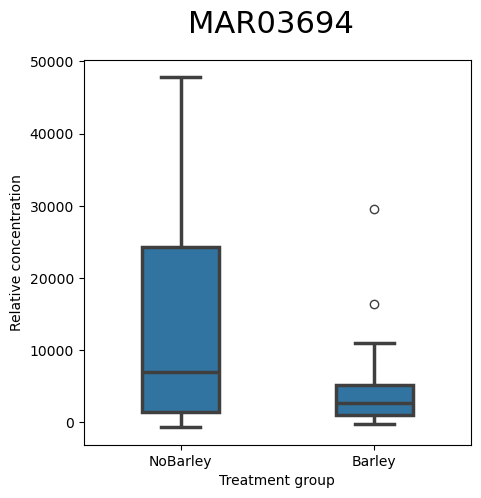 MAR03694
50000
40000
30000
20000
10000
0
Relative concentration
NoBarley
Barley
Treatment group